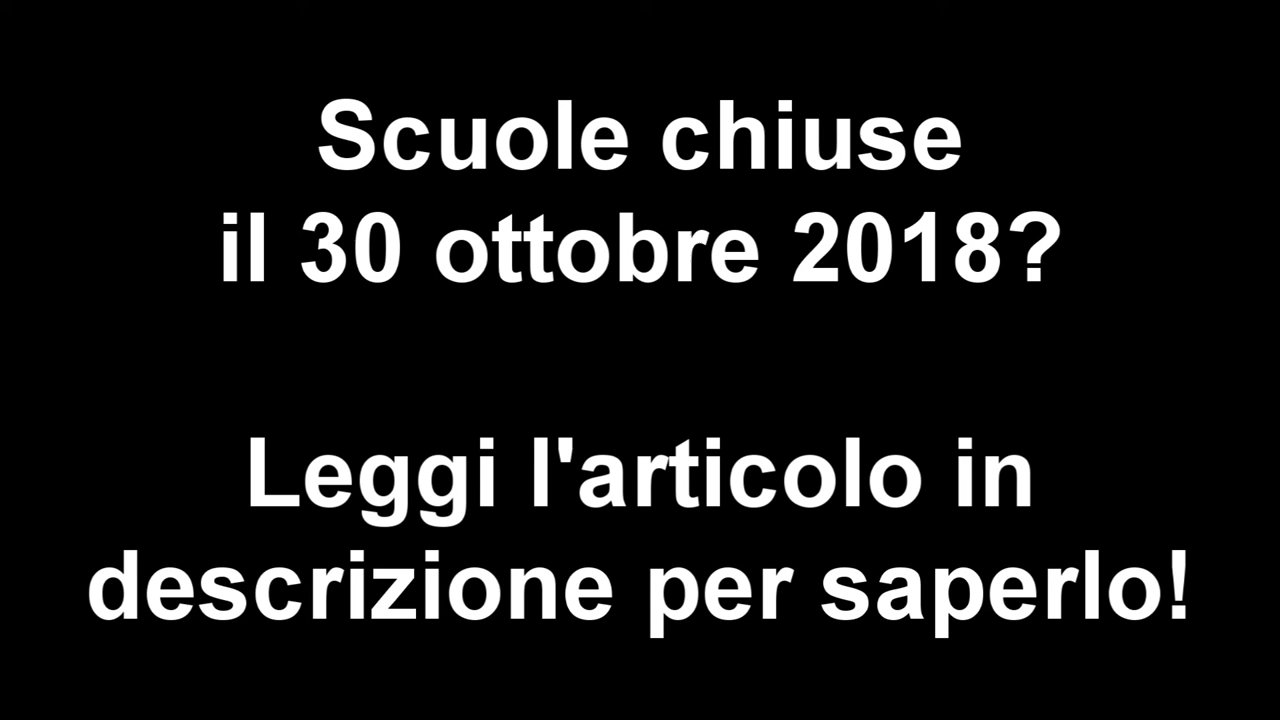 Scuole chiuse
il 30 ottobre 2018?
Leggi l'articolo in
descrizione per saperlo!